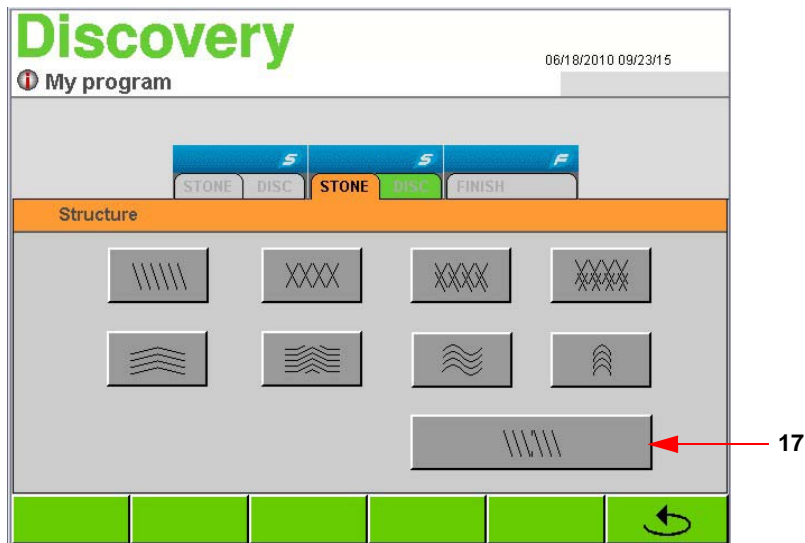 Discovery
06/18/2010 09/23/15
My program
S S F
STONE DISC STONE DISC FINISH
Structure
17